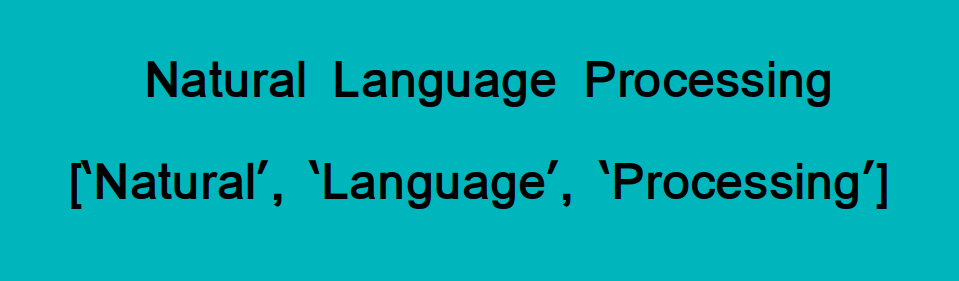 Natural Language Processing
[‘Natural’, ‘Language’, ‘Processing’]